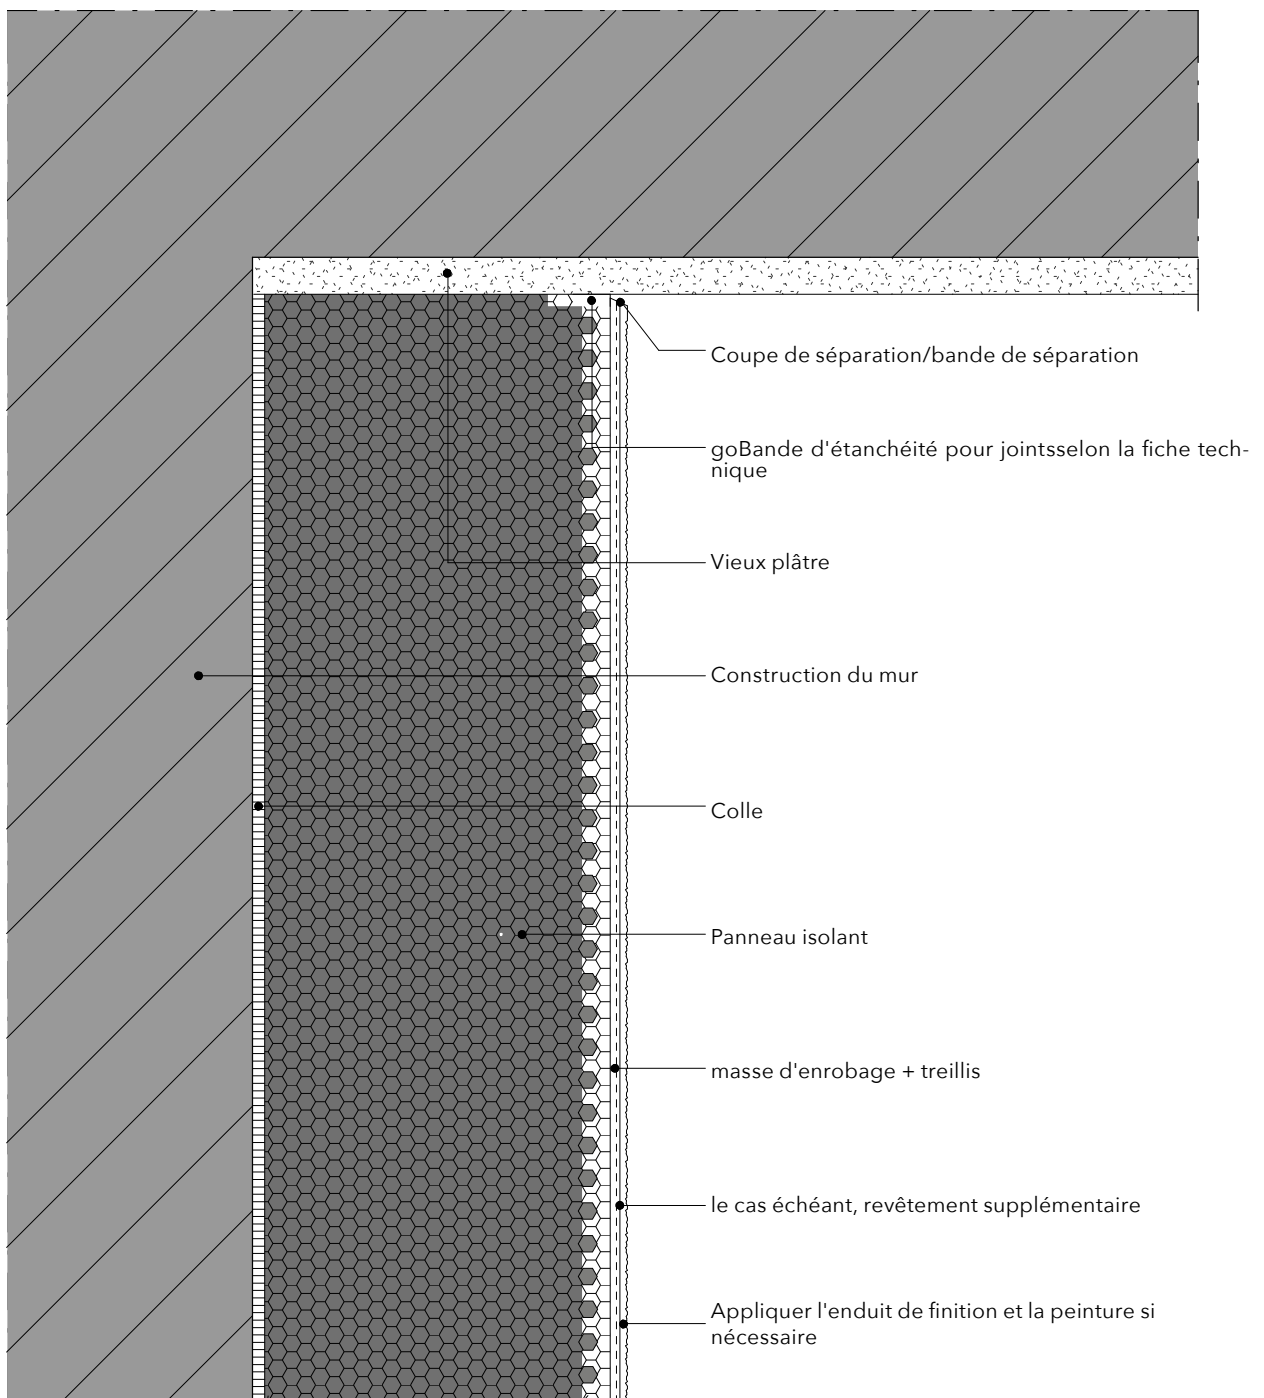 Coupe de séparation/bande de séparation
goBande d'étanchéité pour jointsselon la fiche tech-
nique
Vieux plâtre
Construction du mur
Colle
Panneau isolant
masse d'enrobage + treillis
le cas échéant, revêtement supplémentaire
Appliquer l'enduit de finition et la peinture si
nécessaire